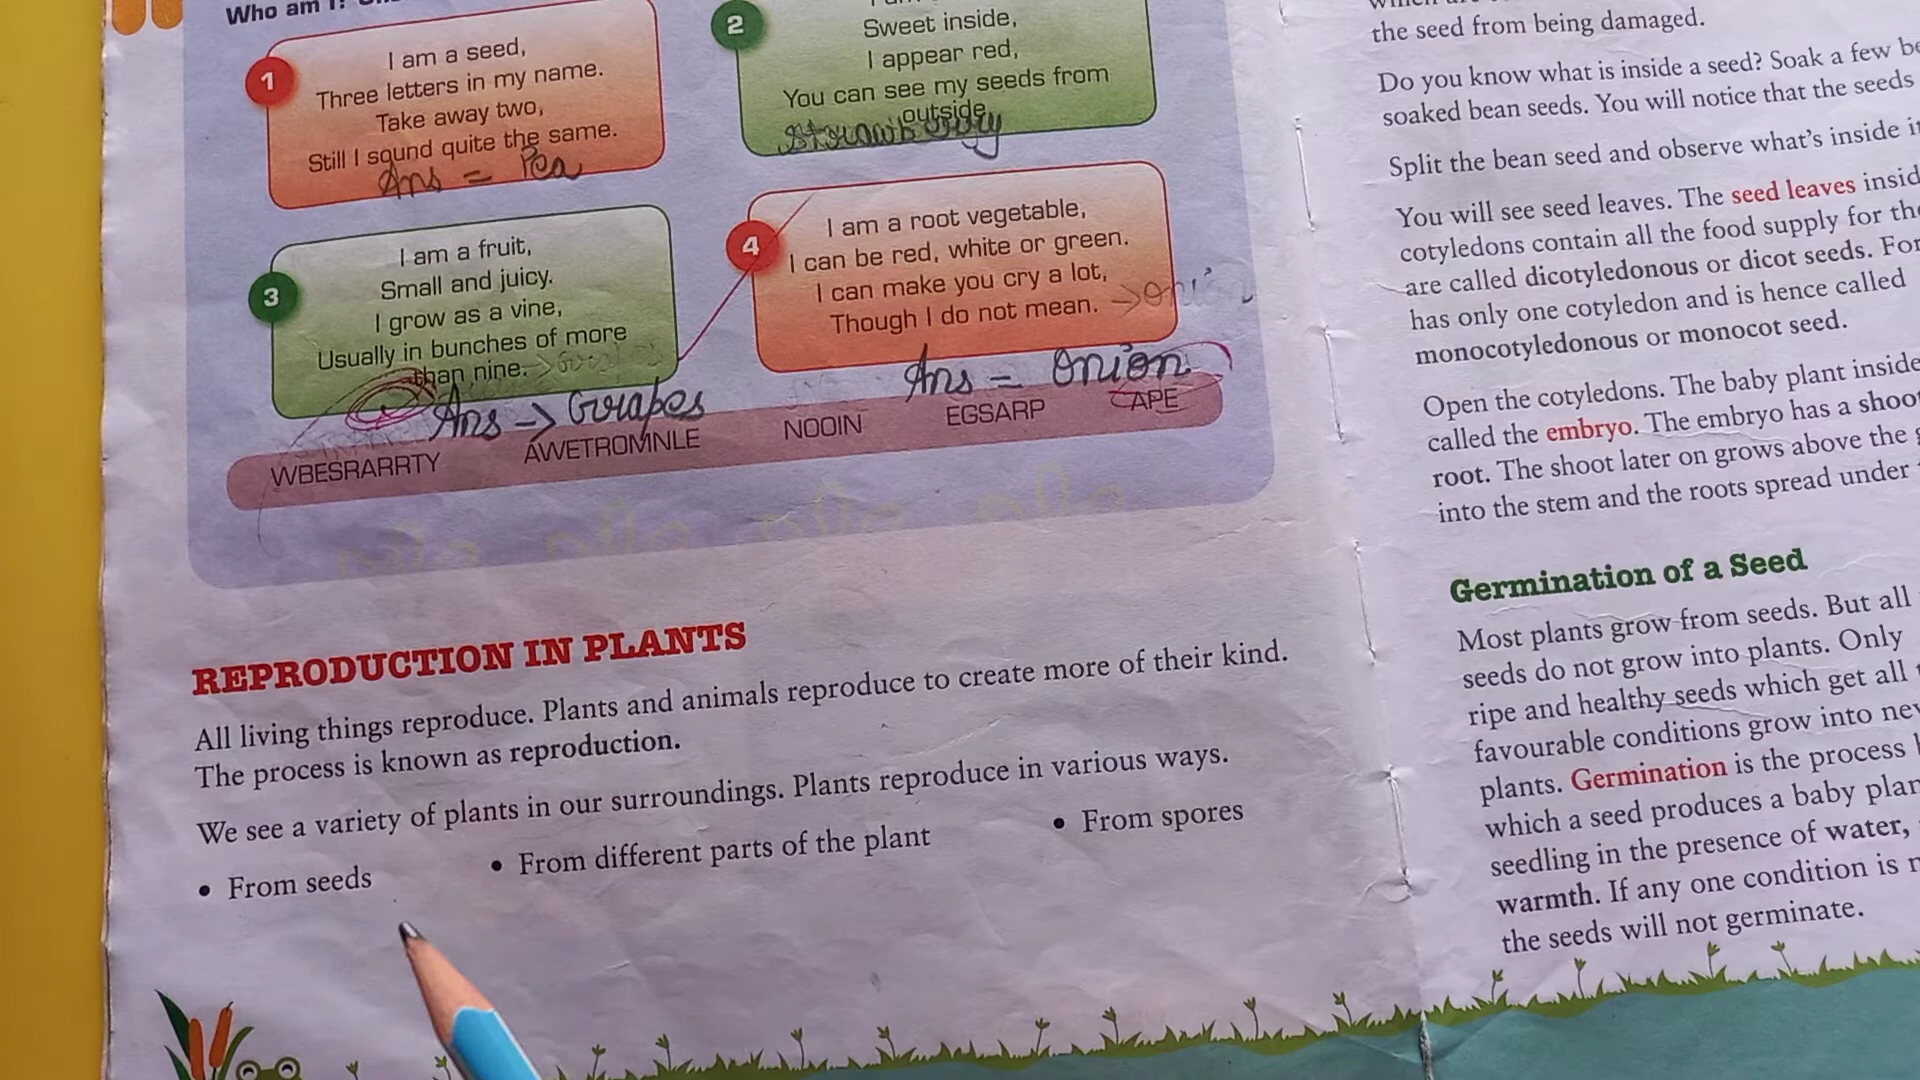 Who am I?
1
I am a seed,
Three letters in my name.
Take away two,
Still I sound quite the same.
Ans = Pea
2
Sweet inside,
I appear red,
You can see my seeds from
outside.
Strawberry
3
I am a fruit,
Small and juicy.
I grow as a vine,
Usually in bunches of more
than nine.
Ans -> Grapes
4
I am a root vegetable,
I can be red, white or green.
I can make you cry a lot,
Though I do not mean. -> Onion
Ans = Onion
WBESRARRTY AWETROMNLE NOOIN EGSARP APE
REPRODUCTION IN PLANTS
All living things reproduce. Plants and animals reproduce to create more of their kind.
The process is known as reproduction.
We see a variety of plants in our surroundings. Plants reproduce in various ways.
• From seeds • From different parts of the plant • From spores
the seed from being damaged.
Do you know what is inside a seed? Soak a few
soaked bean seeds. You will notice that the seeds
Split the bean seed and observe what's inside
You will see seed leaves. The seed leaves
cotyledons contain all the food supply for
are called dicotyledonous or dicot seeds. For
has only one cotyledon and is hence called
monocotyledonous or monocot seed.
Open the cotyledons. The baby plant inside
called the embryo. The embryo has a shoot
root. The shoot later on grows above the
into the stem and the roots spread under
Germination of a Seed
Most plants grow from seeds. But all
seeds do not grow into plants. Only
ripe and healthy seeds which get all
favourable conditions grow into
plants. Germination is the process
which a seed produces a baby
seedling in the presence of water,
warmth. If any one condition is
the seeds will not germinate.